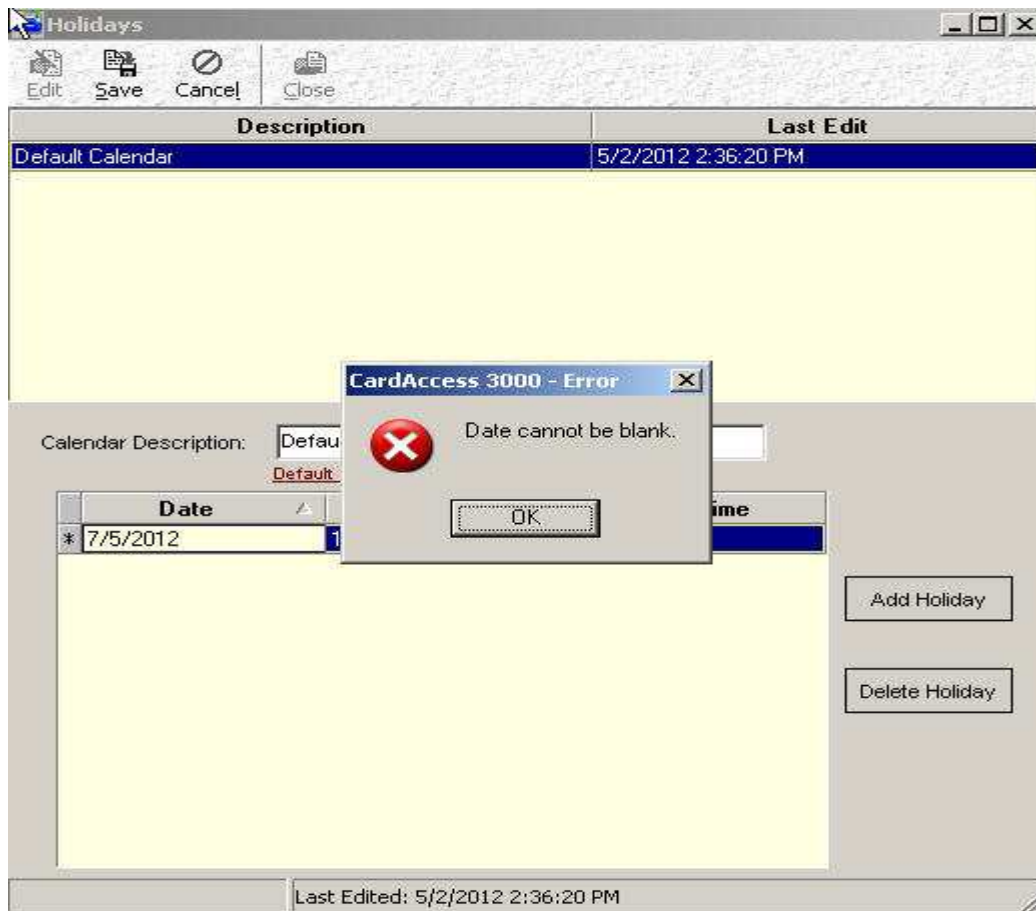 Holidays
Edit Save Cancel Close
Description Last Edit
Default Calendar 5/2/2012 2:36:20 PM
CardAccess 3000 - Error
Date cannot be blank.
OK
Calendar Description: Defau
Default
Date ime
* 7/5/2012 1
Add Holiday
Delete Holiday
Last Edited: 5/2/2012 2:36:20 PM